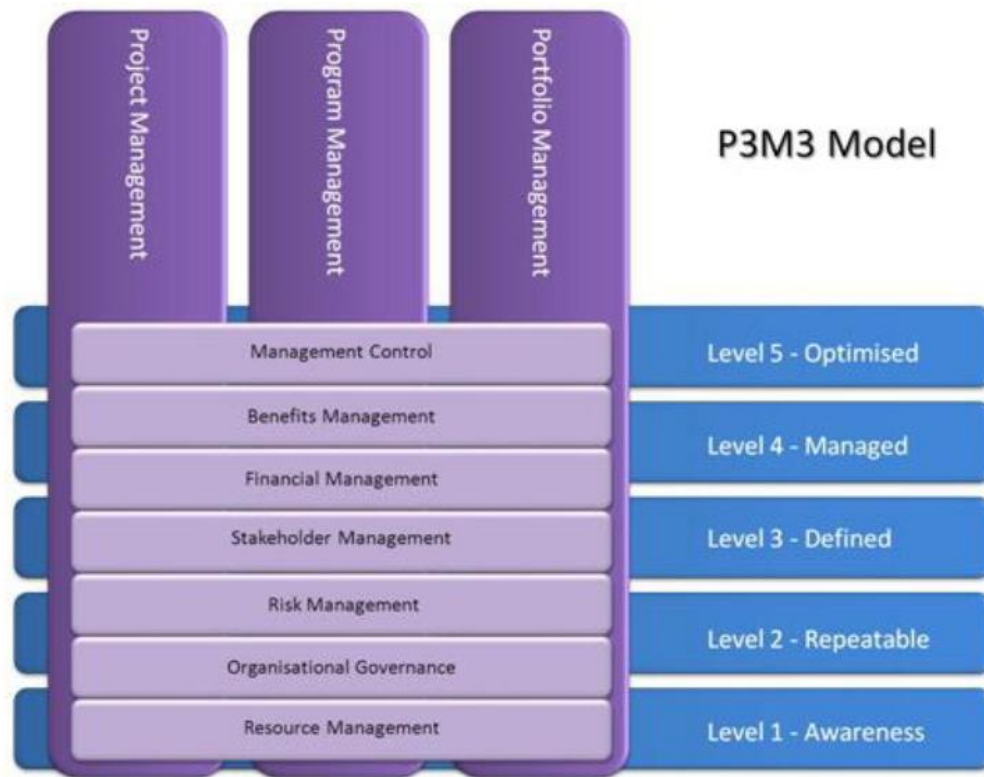 Project Management
Program Management
Portfolio Management
P3M3 Model
Management Control
Benefits Management
Financial Management
Stakeholder Management
Risk Management
Organisational Governance
Resource Management
Level 5 - Optimised
Level 4 - Managed
Level 3 - Defined
Level 2 - Repeatable
Level 1 - Awareness